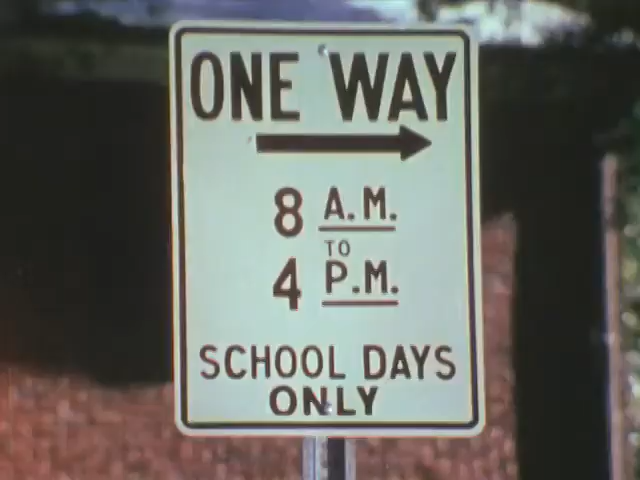 ONE WAY
8 A.M.
TO
4 P.M.
SCHOOL DAYS
ONLY